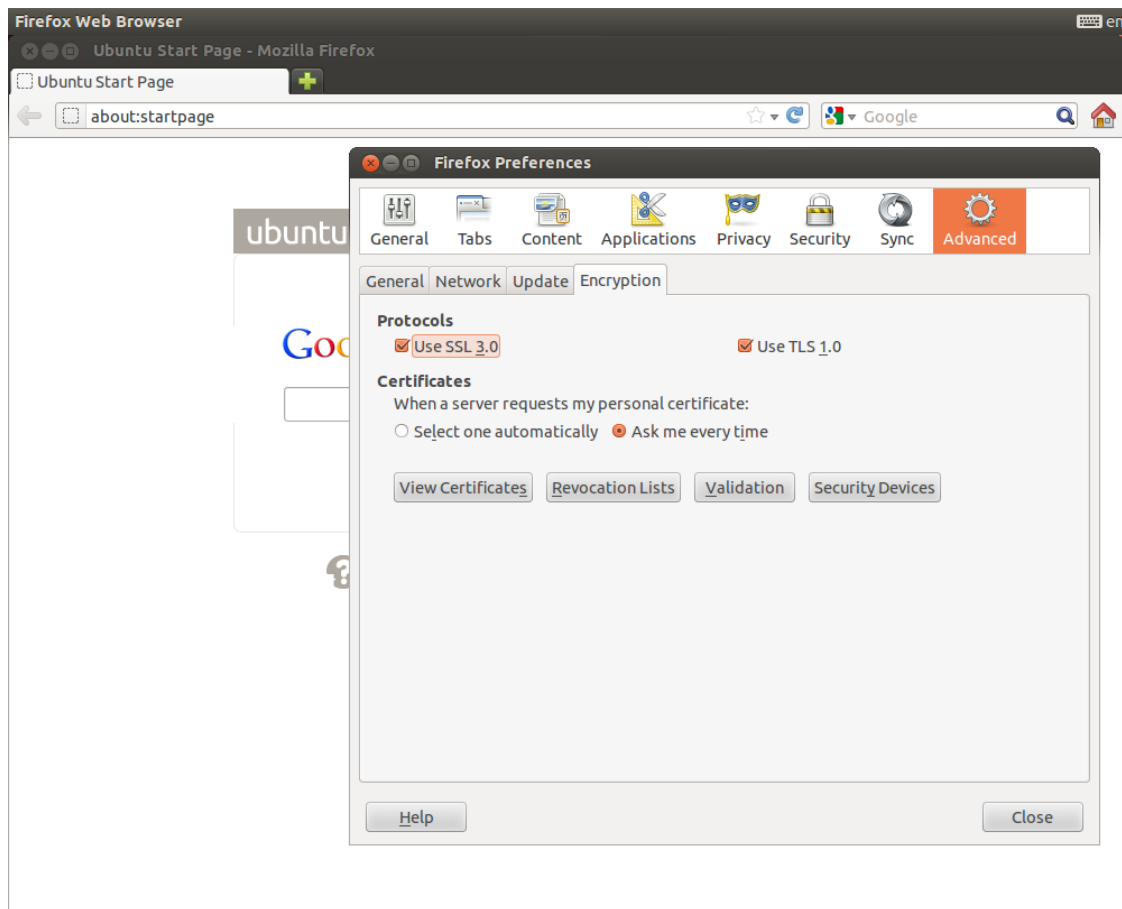 Firefox Web Browser en
Ubuntu Start Page - Mozilla Firefox
Ubuntu Start Page
about:startpage Google
Firefox Preferences
General Tabs Content Applications Privacy Security Sync Advanced
ubuntu
General Network Update Encryption
Protocols
Use SSL 3.0 Use TLS 1.0
Goo
Certificates
When a server requests my personal certificate:
Select one automatically Ask me every time
View Certificates Revocation Lists Validation Security Devices
?
Help Close